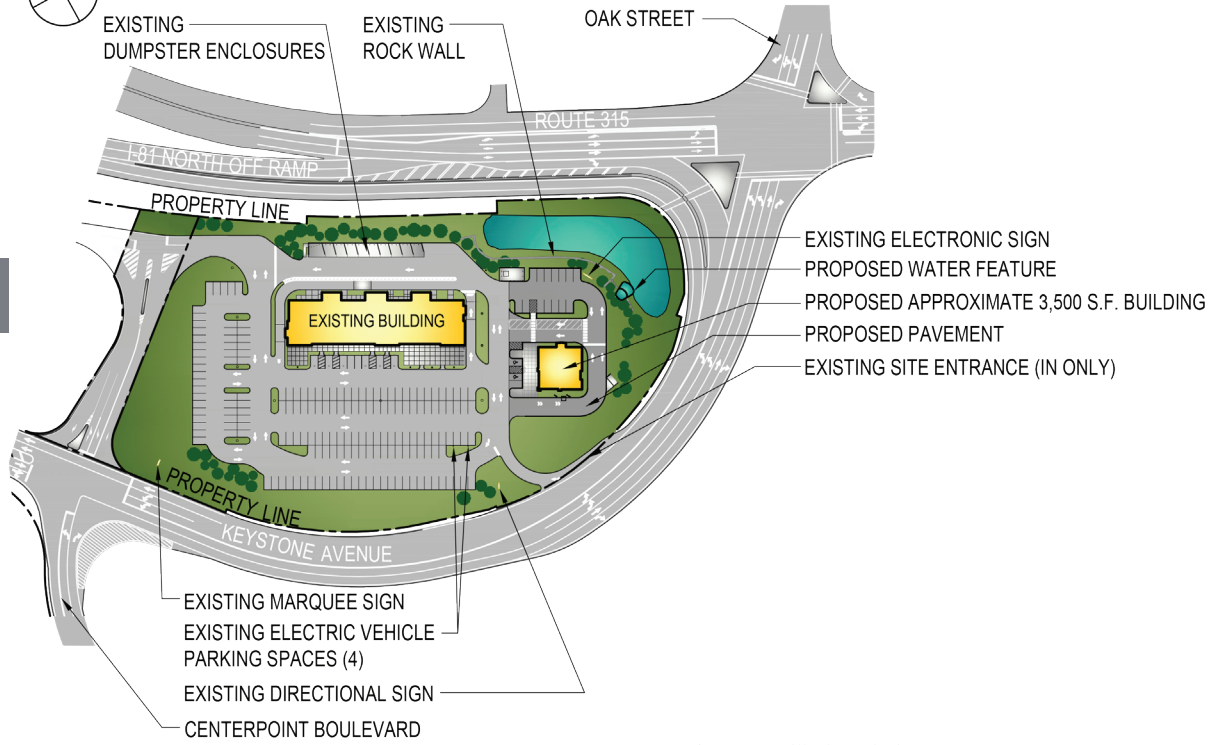 EXISTING
DUMPSTER ENCLOSURES
EXISTING
ROCK WALL
OAK STREET
ROUTE 315
I-81 NORTH OFF RAMP
PROPERTY LINE
EXISTING ELECTRONIC SIGN
PROPOSED WATER FEATURE
PROPOSED APPROXIMATE 3,500 S.F. BUILDING
PROPOSED PAVEMENT
EXISTING SITE ENTRANCE (IN ONLY)
EXISTING BUILDING
PROPERTY LINE
KEYSTONE AVENUE
EXISTING MARQUEE SIGN
EXISTING ELECTRIC VEHICLE
PARKING SPACES (4)
EXISTING DIRECTIONAL SIGN
CENTERPOINT BOULEVARD